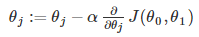 θⱼ := θⱼ − α ∂/∂θⱼ J(θ₀, θ₁)